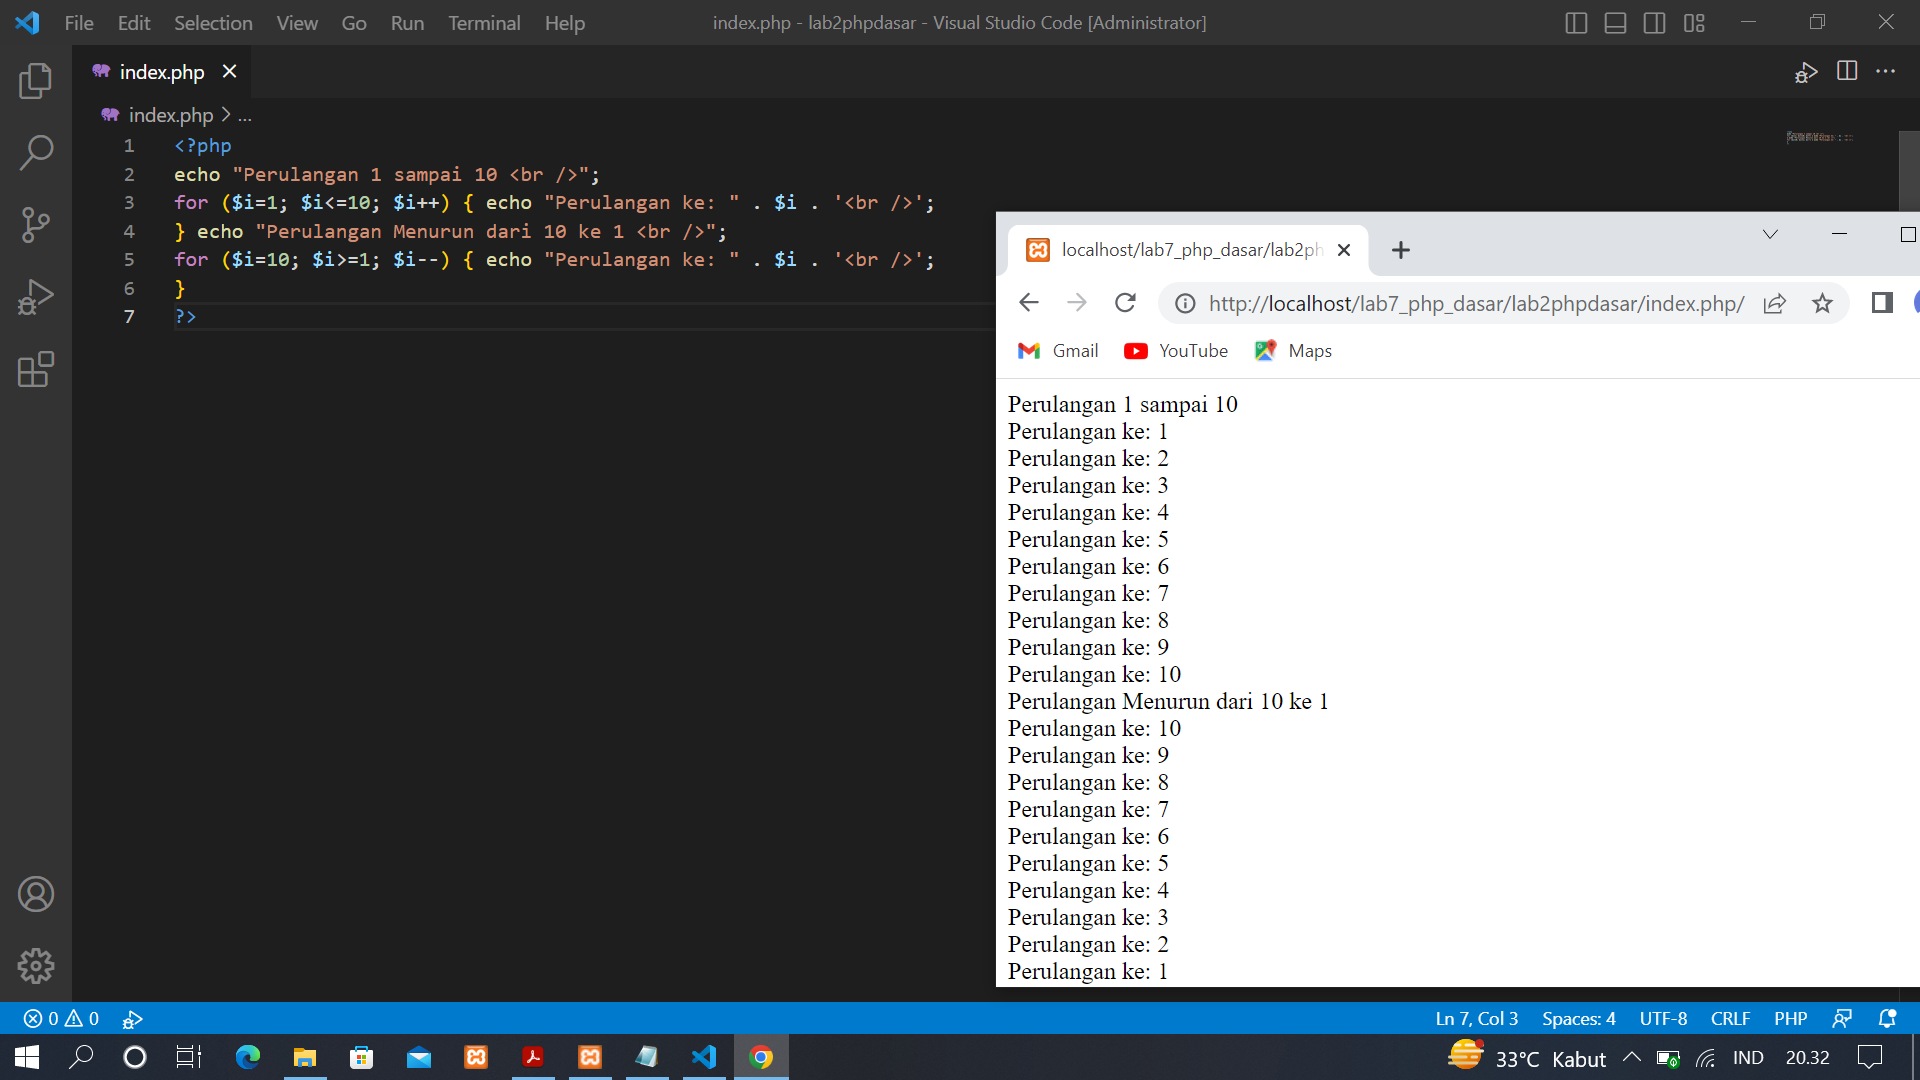 File Edit Selection View Go Run Terminal Help index.php - lab2phpdasar - Visual Studio Code [Administrator]
index.php
index.php > ...
1 <?php
2 echo "Perulangan 1 sampai 10 <br />";
3 for ($i=1; $i<=10; $i++) { echo "Perulangan ke: " . $i . '<br />';
4 } echo "Perulangan Menurun dari 10 ke 1 <br />";
5 for ($i=10; $i>=1; $i--) { echo "Perulangan ke: " . $i . '<br />';
6 }
7 ?>
localhost/lab7_php_dasar/lab2ph
http://localhost/lab7_php_dasar/lab2phpdasar/index.php/
Gmail YouTube Maps
Perulangan 1 sampai 10
Perulangan ke: 1
Perulangan ke: 2
Perulangan ke: 3
Perulangan ke: 4
Perulangan ke: 5
Perulangan ke: 6
Perulangan ke: 7
Perulangan ke: 8
Perulangan ke: 9
Perulangan ke: 10
Perulangan Menurun dari 10 ke 1
Perulangan ke: 10
Perulangan ke: 9
Perulangan ke: 8
Perulangan ke: 7
Perulangan ke: 6
Perulangan ke: 5
Perulangan ke: 4
Perulangan ke: 3
Perulangan ke: 2
Perulangan ke: 1
0 0 Ln 7, Col 3 Spaces: 4 UTF-8 CRLF PHP
33°C Kabut IND 20.32